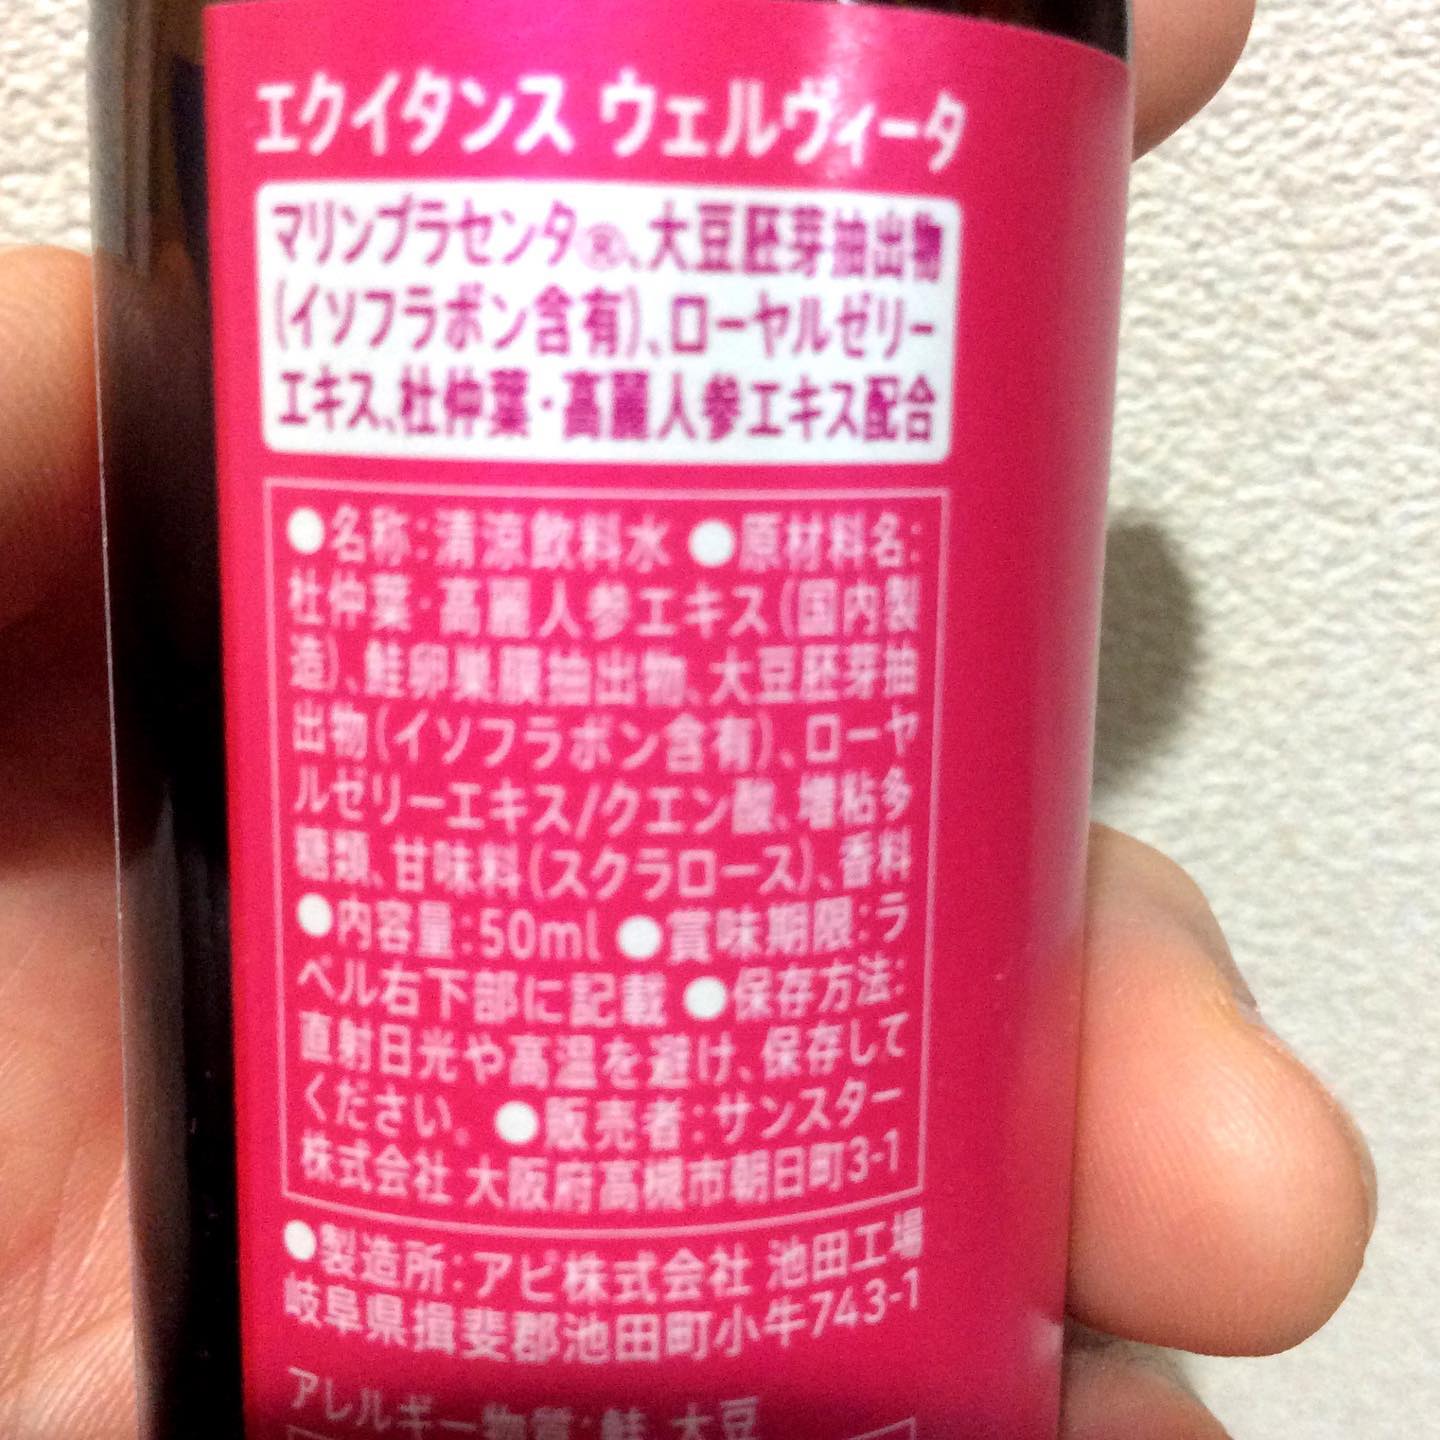 エクイタンス ウェルヴィータ
マリンプラセンタ®、大豆胚芽抽出物
(イソフラボン含有)、ローヤルゼリー
エキス、杜仲葉・高麗人参エキス配合
●名称：清涼飲料水 ●原材料名：
杜仲葉・高麗人参エキス(国内製
造)、鮭卵巣膜抽出物、大豆胚芽抽
出物(イソフラボン含有)、ローヤ
ルゼリーエキス/クエン酸、増粘多
糖類、甘味料(スクラロース)、香料
●内容量：50ml ●賞味期限：ラ
ベル右下部に記載 ●保存方法：
直射日光や高温を避け、保存して
ください。 ●販売者：サンスター
株式会社 大阪府高槻市朝日町3-1
●製造所：アピ株式会社 池田工場
岐阜県揖斐郡池田町小牛743-1
アレルギー物質：鮭、大豆